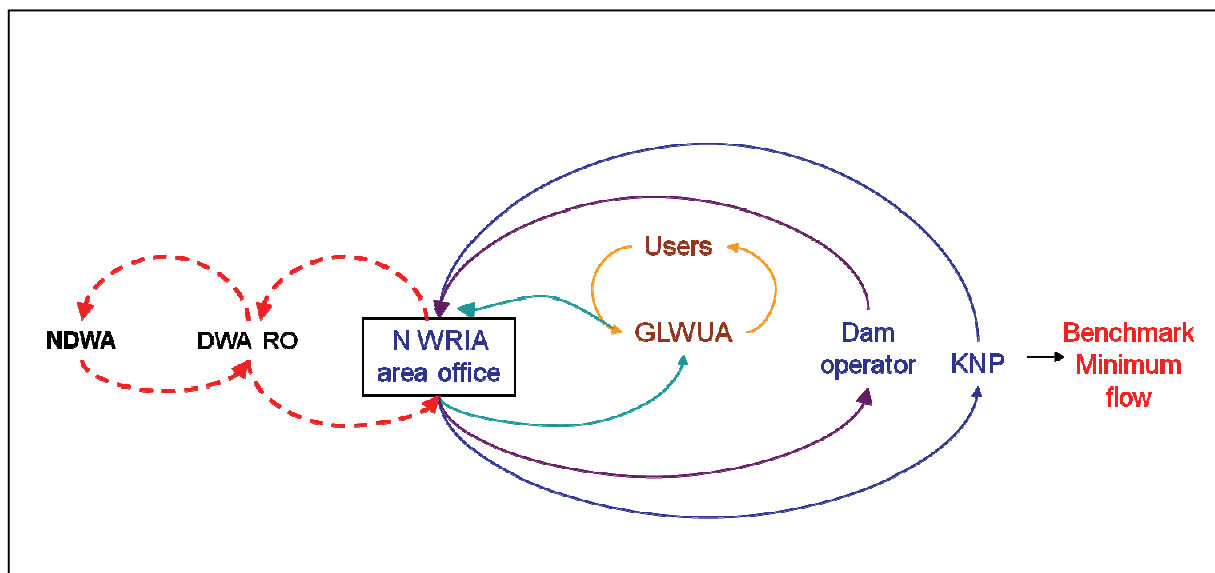 Users
NDWA
DWA RO
N WRIA
area office
GLWUA
Dam
operator
KNP
Benchmark
Minimum
flow